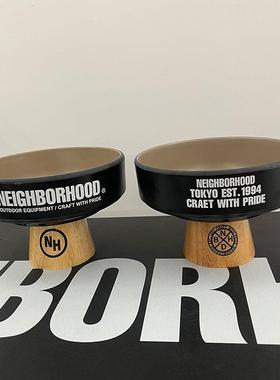 NEIGHBORHOOD®
OUTDOOR EQUIPMENT / CRAFT WITH PRIDE
NH
NEIGHBORHOOD
TOKYO EST.1994
CRAET WITH PRIDE
N
B H
D
BORH